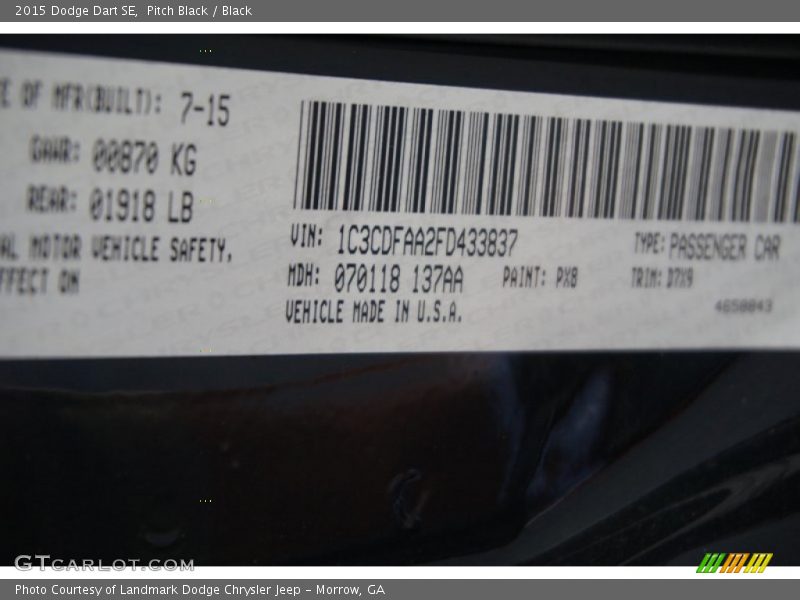 2015 Dodge Dart SE, Pitch Black / Black
E OF MFR(BUILT): 7-15
GAWR: 00870 KG
REAR: 01918 LB
AL MOTOR VEHICLE SAFETY,
FFECT ON
VIN: 1C3CDFAA2FD433837
TYPE: PASSENGER CAR
MDH: 070118 137AA PAINT: PX8 TRIM: D7X9
VEHICLE MADE IN U.S.A.
4650043
GTCARLOT.COM
Photo Courtesy of Landmark Dodge Chrysler Jeep – Morrow, GA